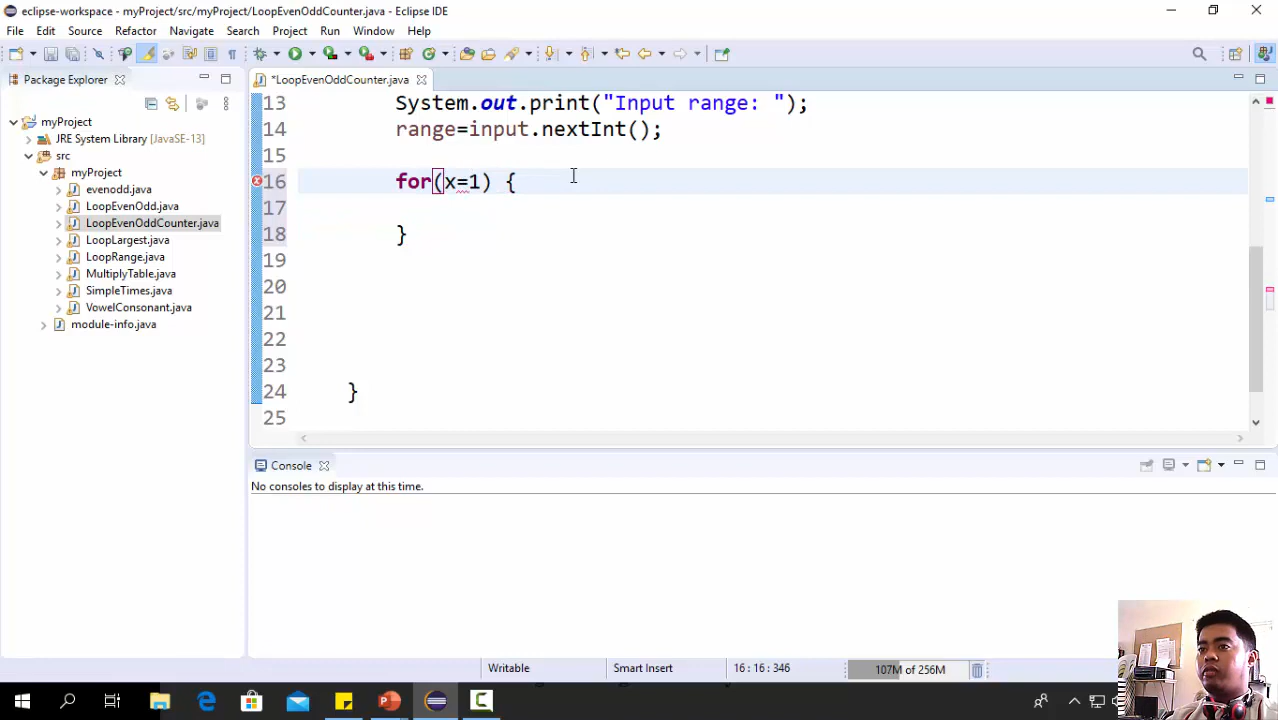 eclipse-workspace - myProject/src/myProject/LoopEvenOddCounter.java - Eclipse IDE
File Edit Source Refactor Navigate Search Project Run Window Help
Package Explorer
*LoopEvenOddCounter.java
myProject
JRE System Library [JavaSE-13]
src
myProject
evenodd.java
LoopEvenOdd.java
LoopEvenOddCounter.java
LoopLargest.java
LoopRange.java
MultiplyTable.java
SimpleTimes.java
VowelConsonant.java
module-info.java
13 System.out.print("Input range: ");
14 range=input.nextInt();
15
16 for(x=1) {
17
18 }
19
20
21
22
23
24 }
25
Console
No consoles to display at this time.
Writable Smart Insert 16 : 16 : 346 107M of 256M